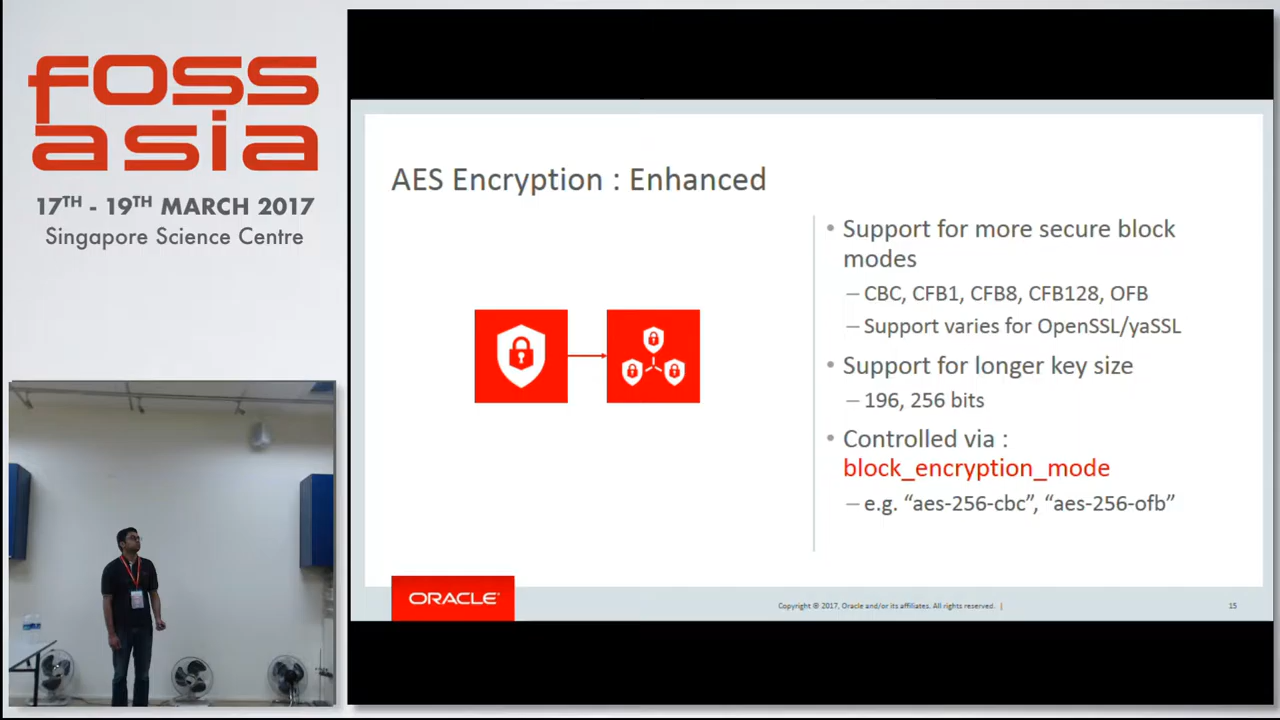 foss
asia
17TH - 19TH MARCH 2017
Singapore Science Centre
AES Encryption : Enhanced
• Support for more secure block
modes
– CBC, CFB1, CFB8, CFB128, OFB
– Support varies for OpenSSL/yaSSL
• Support for longer key size
– 196, 256 bits
• Controlled via :
block_encryption_mode
– e.g. “aes-256-cbc”, “aes-256-ofb”
ORACLE®
Copyright © 2017, Oracle and/or its affiliates. All rights reserved. |
15